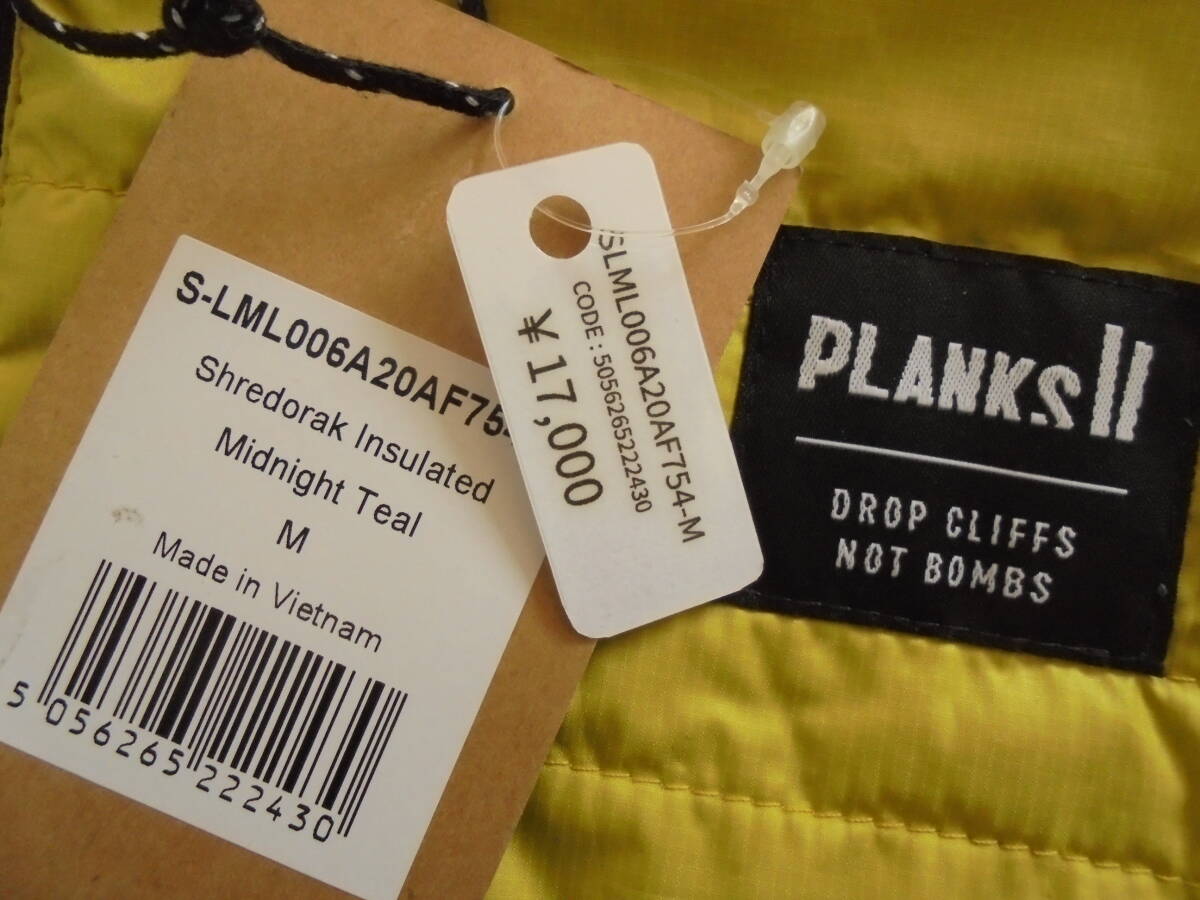 S-LML006A20AF754
Shredorak Insulated
Midnight Teal
M
Made in Vietnam
5 056265 222430
SLML006A20AF754-M
CODE : 5056265222430
¥ 17,000
PLANKS
DROP CLIFFS
NOT BOMBS